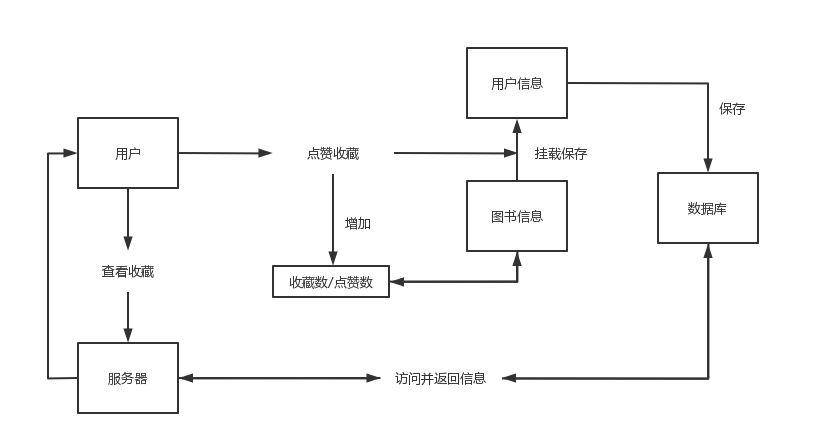 用户信息
保存
用户
点赞收藏
挂载保存
图书信息
数据库
增加
查看收藏
收藏数/点赞数
服务器
访问并返回信息